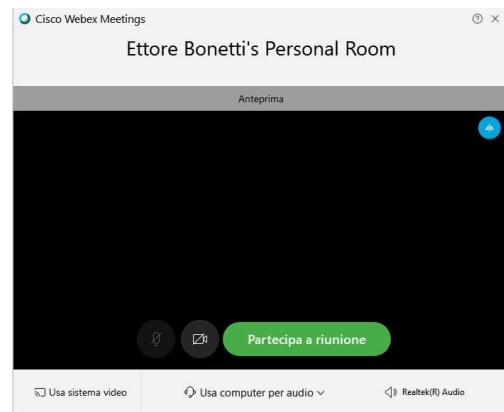 Cisco Webex Meetings
Ettore Bonetti's Personal Room
Anteprima
Partecipa a riunione
Usa sistema video
Usa computer per audio
Realtek(R) Audio